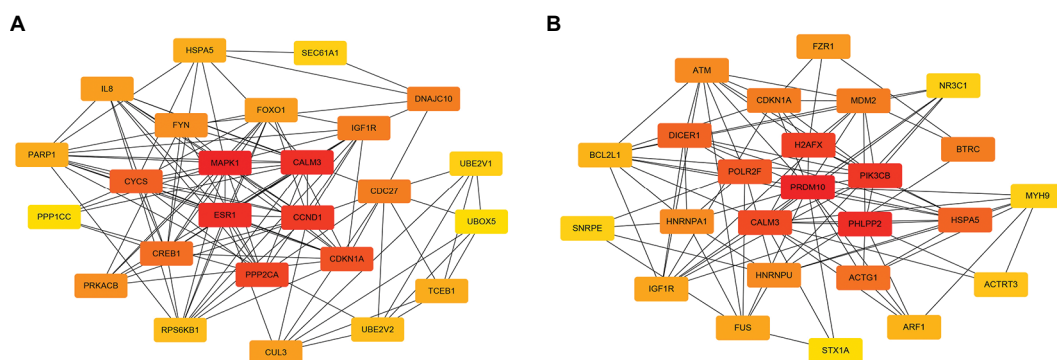 A
HSPA5
SEC61A1
IL8
DNAJC10
FOXO1
FYN
IGF1R
PARP1
MAPK1
CALM3
UBE2V1
CYCS
CDC27
PPP1CC
ESR1
CCND1
UBOX5
CREB1
CDKN1A
PPP2CA
PRKACB
TCEB1
RPS6KB1
UBE2V2
CUL3
B
FZR1
ATM
NR3C1
CDKN1A
MDM2
DICER1
H2AFX
BTRC
BCL2L1
POLR2F
PIK3CB
PRDM10
MYH9
SNRPE
HNRNPA1
CALM3
PHLPP2
HSPA5
HNRNPU
ACTG1
ACTRT3
IGF1R
FUS
ARF1
STX1A